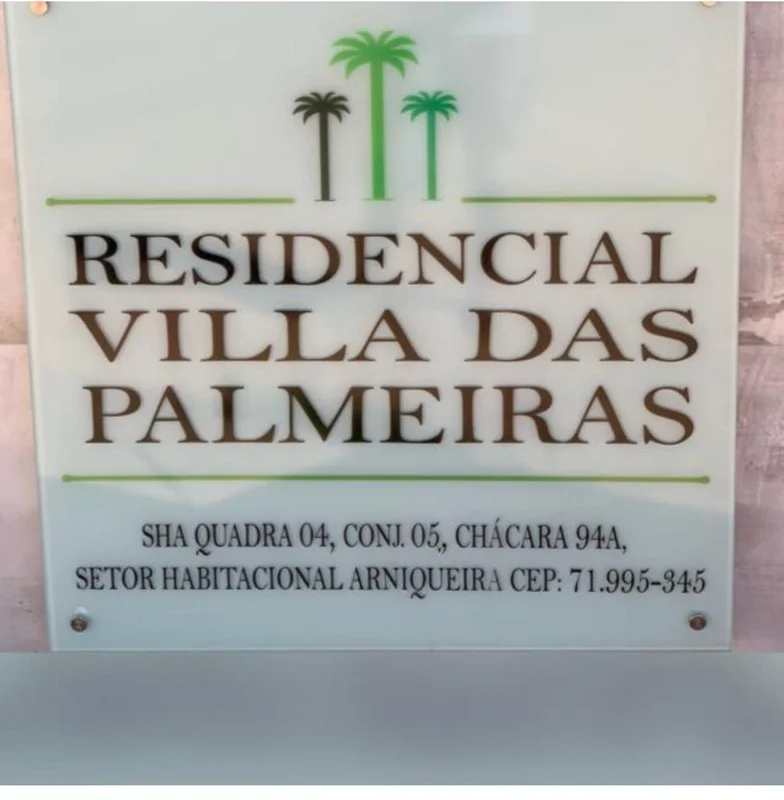 RESIDENCIAL
VILLA DAS
PALMEIRAS
SHA QUADRA 04, CONJ. 05,, CHÁCARA 94A,
SETOR HABITACIONAL ARNIQUEIRA CEP: 71.995-345